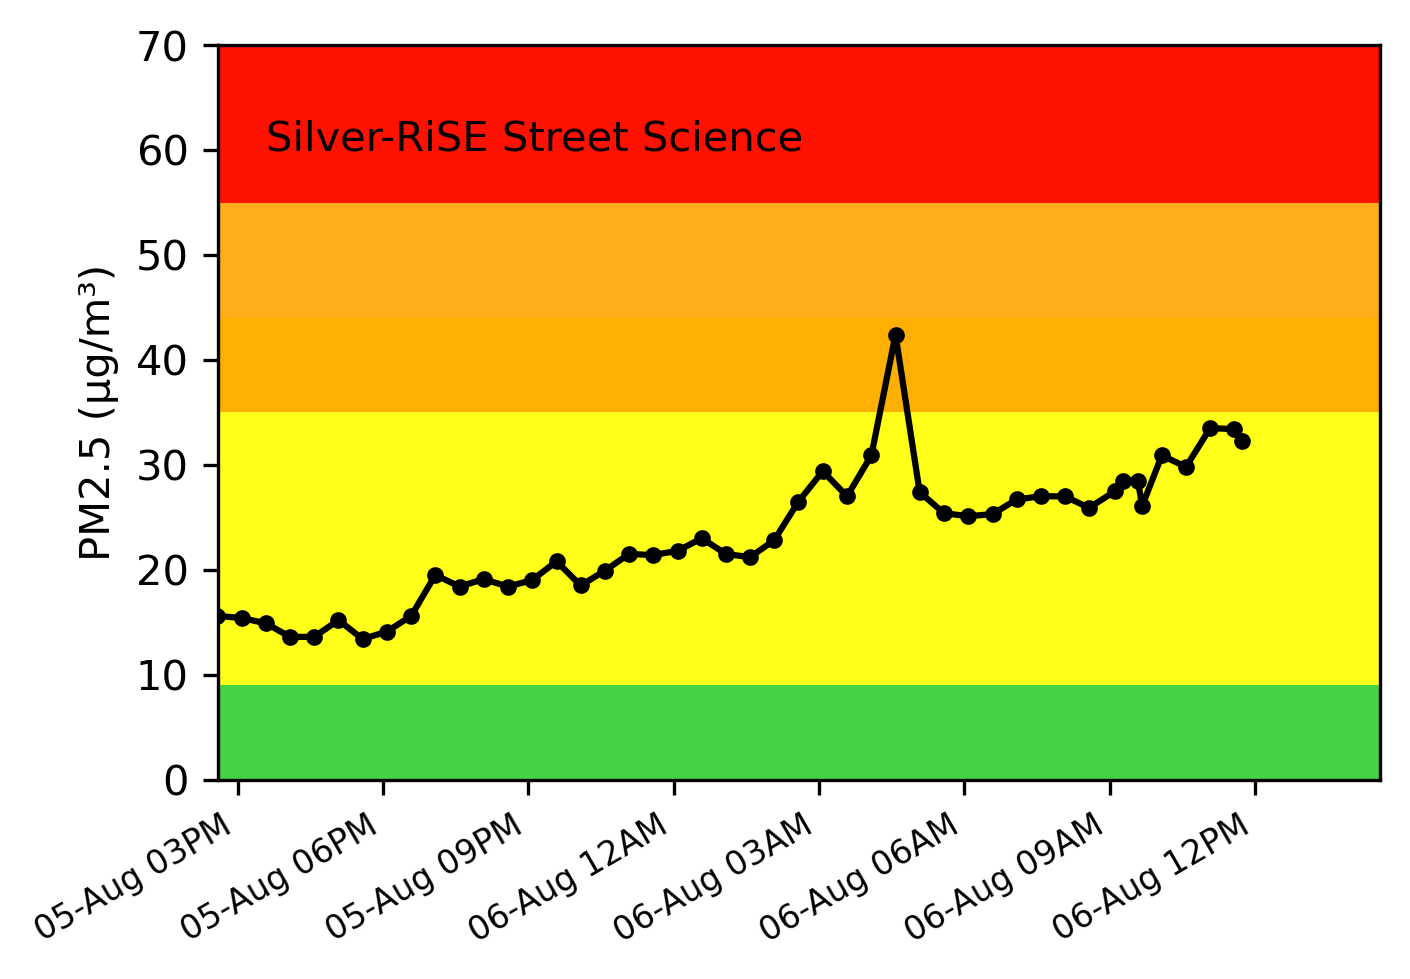 70
Silver-RiSE Street Science
60
50
40
30
20
10
0
PM2.5 (µg/m³)
05-Aug 03PM
05-Aug 06PM
05-Aug 09PM
06-Aug 12AM
06-Aug 03AM
06-Aug 06AM
06-Aug 09AM
06-Aug 12PM